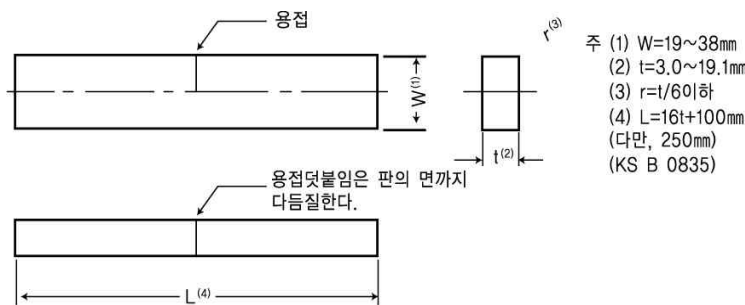 용접
W(1)
r(3)
t(2)
주 (1) W=19~38mm
(2) t=3.0~19.1mm
(3) r=t/6이하
(4) L=16t+100mm
(다만, 250mm)
(KS B 0835)
용접덧붙임은 판의 면까지
다듬질한다.
L(4)